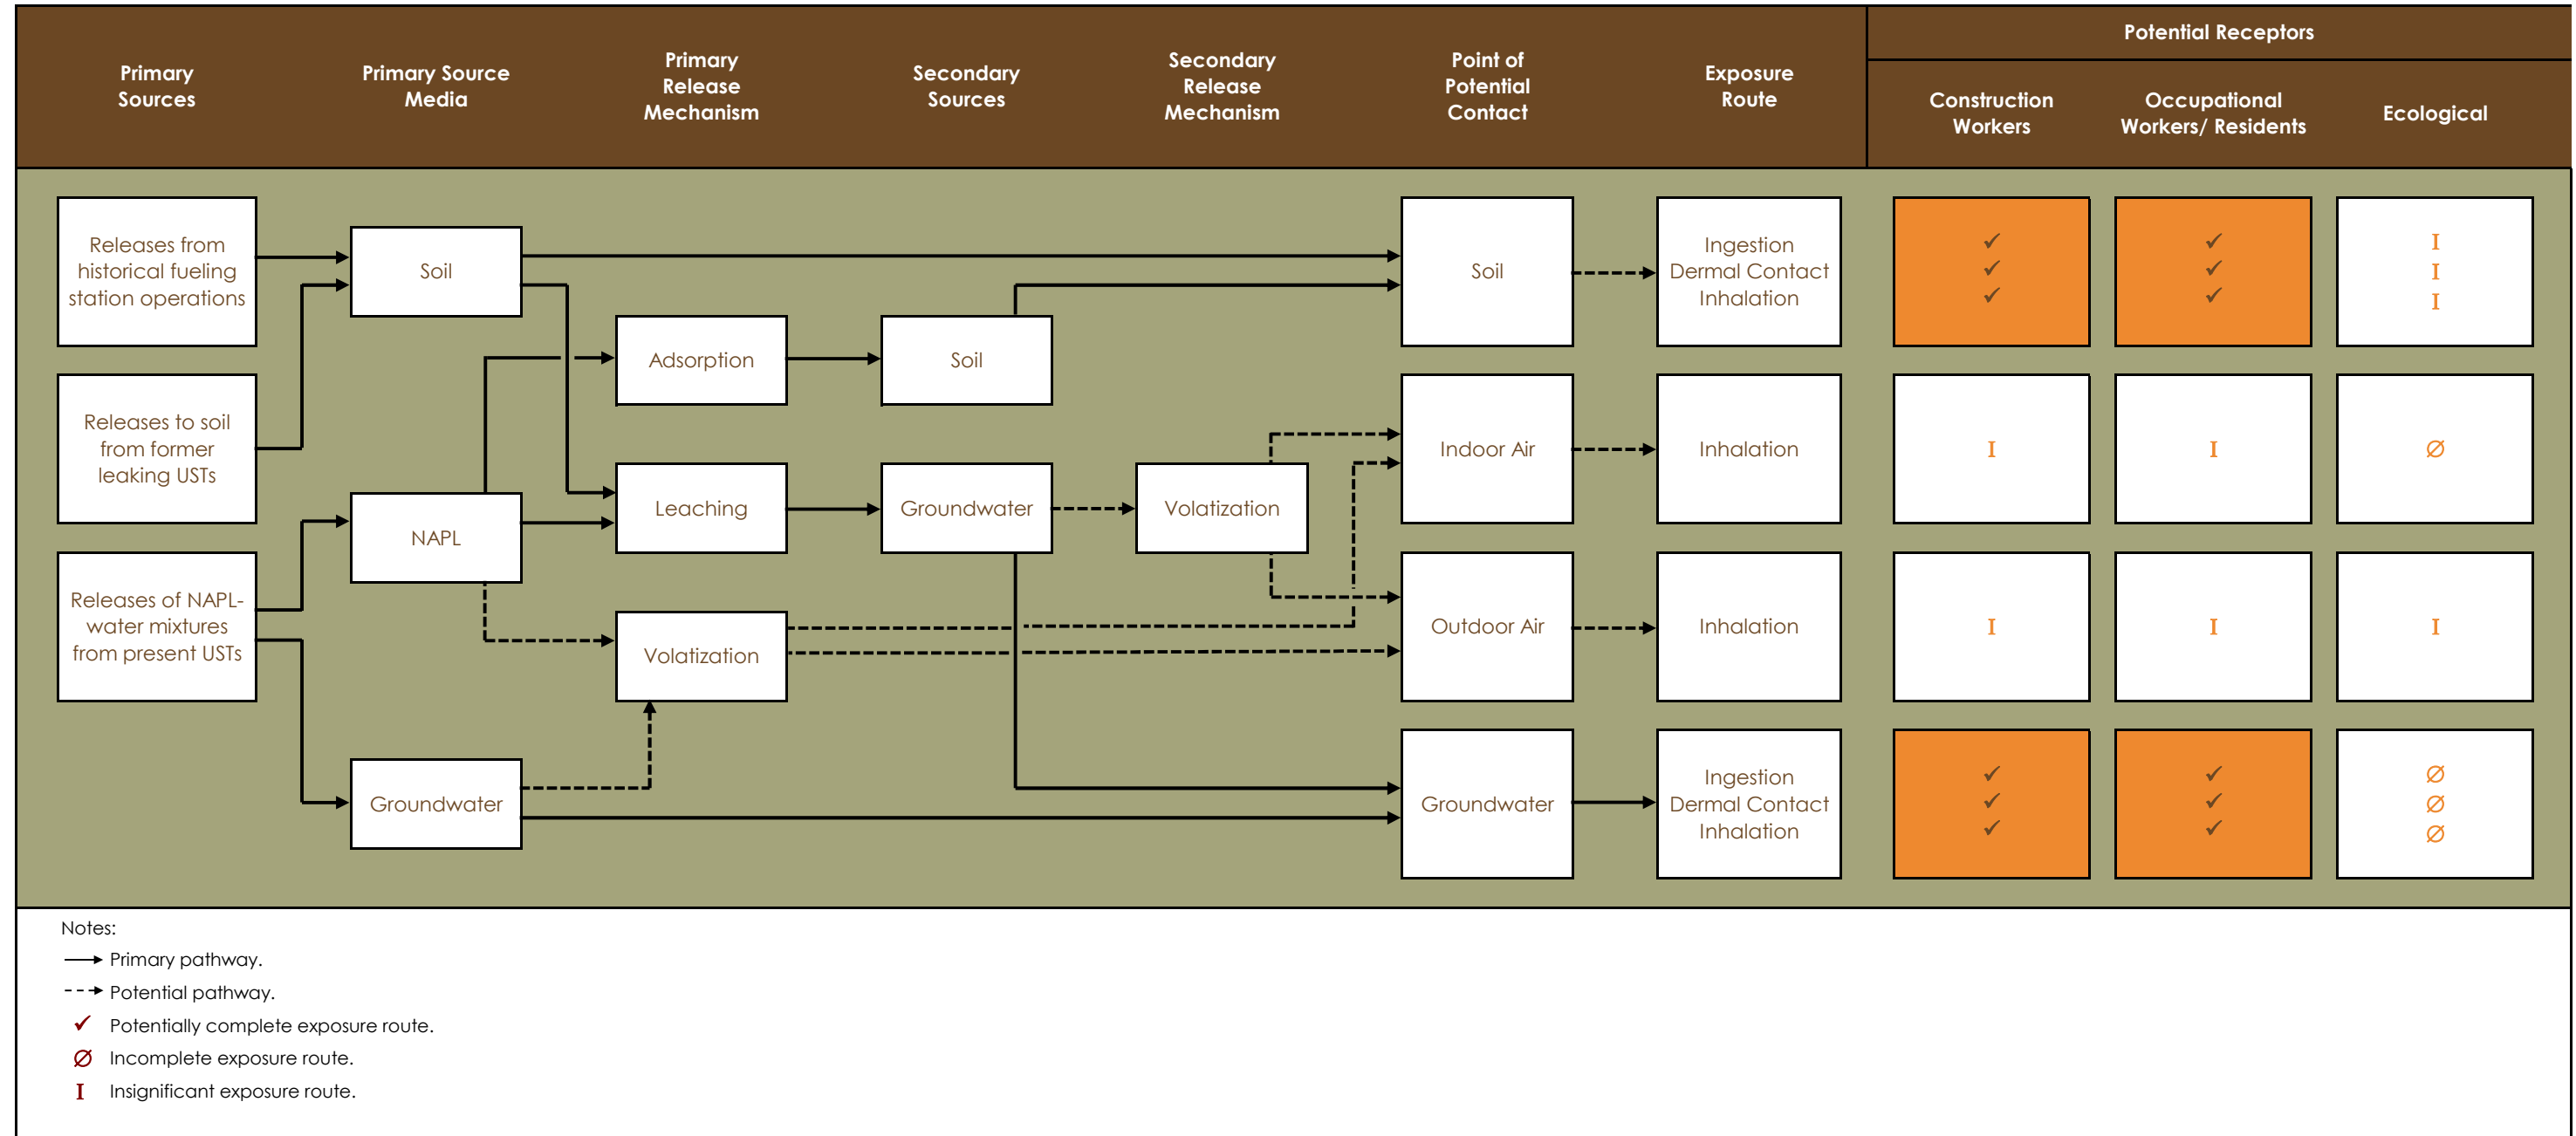 Primary
Sources
Primary Source
Media
Primary
Release
Mechanism
Secondary
Sources
Secondary
Release
Mechanism
Point of
Potential
Contact
Exposure
Route
Potential Receptors
Construction
Workers
Occupational
Workers/ Residents
Ecological
Releases from
historical fueling
station operations
Releases to soil
from former
leaking USTs
Releases of NAPL-
water mixtures
from present USTs
Soil
NAPL
Groundwater
Adsorption
Leaching
Volatization
Soil
Groundwater
Volatization
Soil
Indoor Air
Outdoor Air
Groundwater
Ingestion
Dermal Contact
Inhalation
✓
✓
✓
✓
✓
✓
I
I
I
Inhalation
I
I
∅
Inhalation
I
I
I
Ingestion
Dermal Contact
Inhalation
✓
✓
✓
✓
✓
✓
∅
∅
∅
Notes:
Primary pathway.
Potential pathway.
✓ Potentially complete exposure route.
∅ Incomplete exposure route.
I Insignificant exposure route.